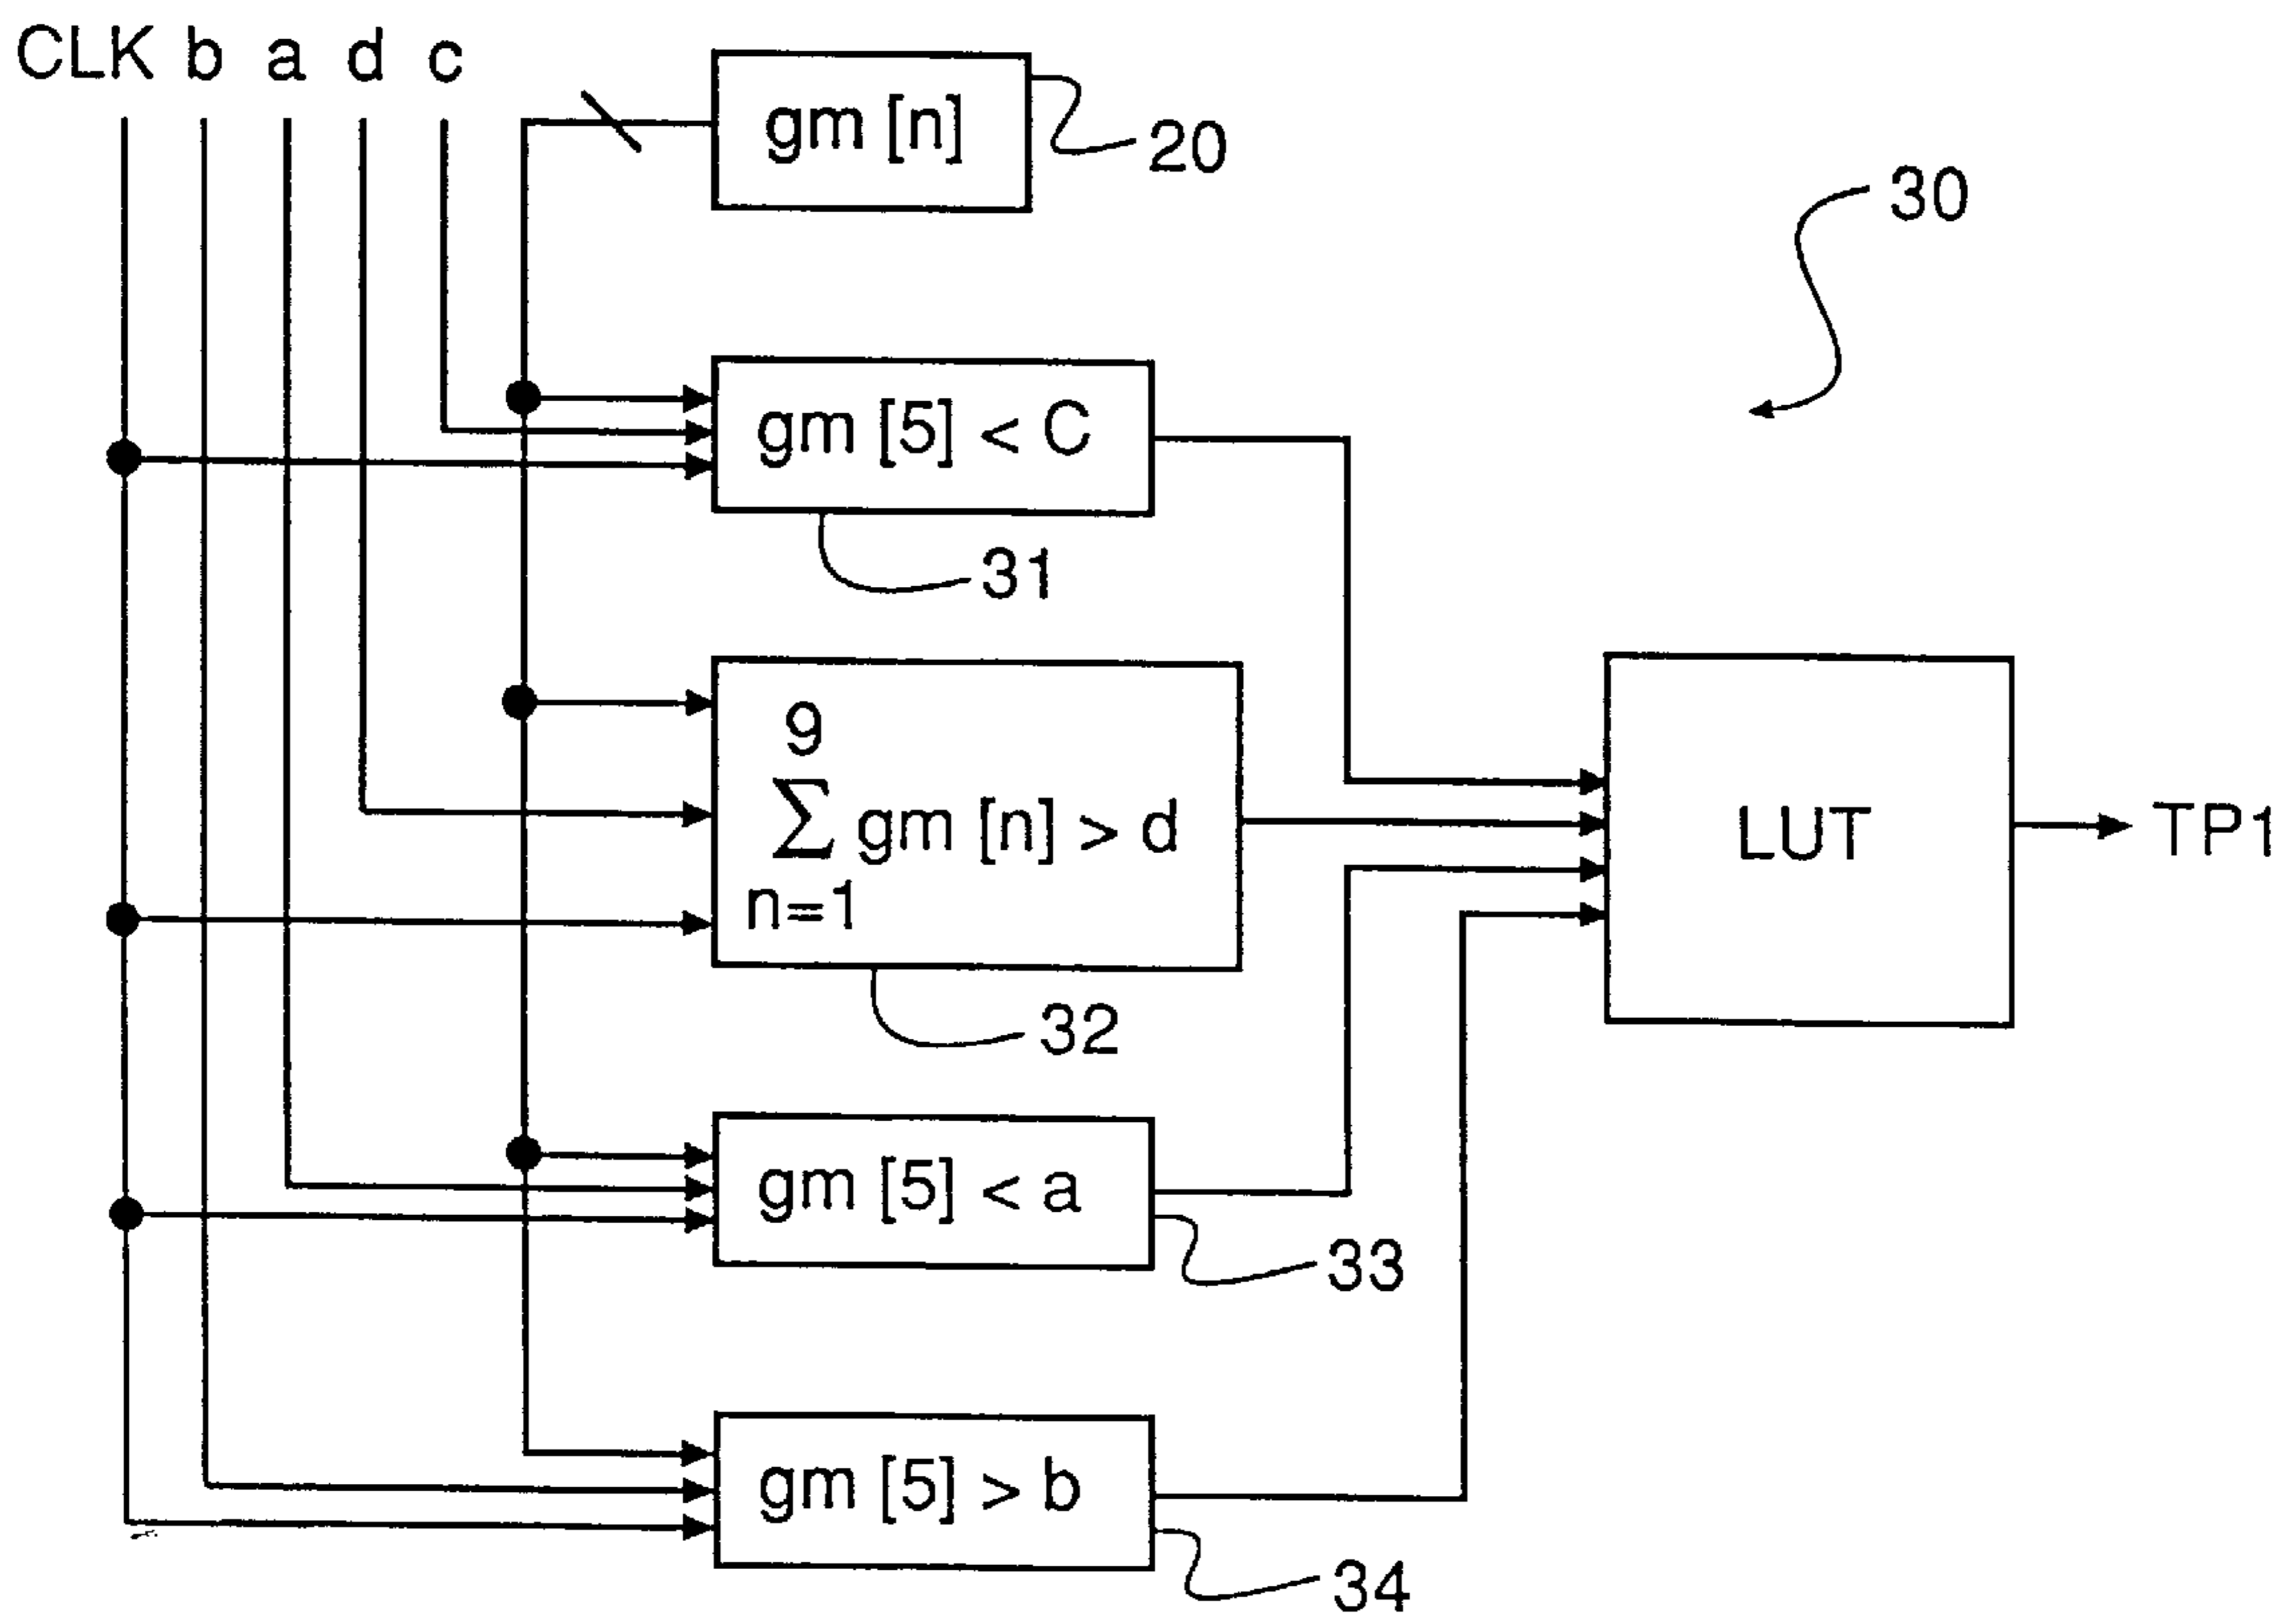 CLK b a d c
gm [n]
20
30
gm [5] < C
31
9
Σ gm [n] > d
n=1
32
LUT
TP1
gm [5] < a
33
gm [5] > b
34